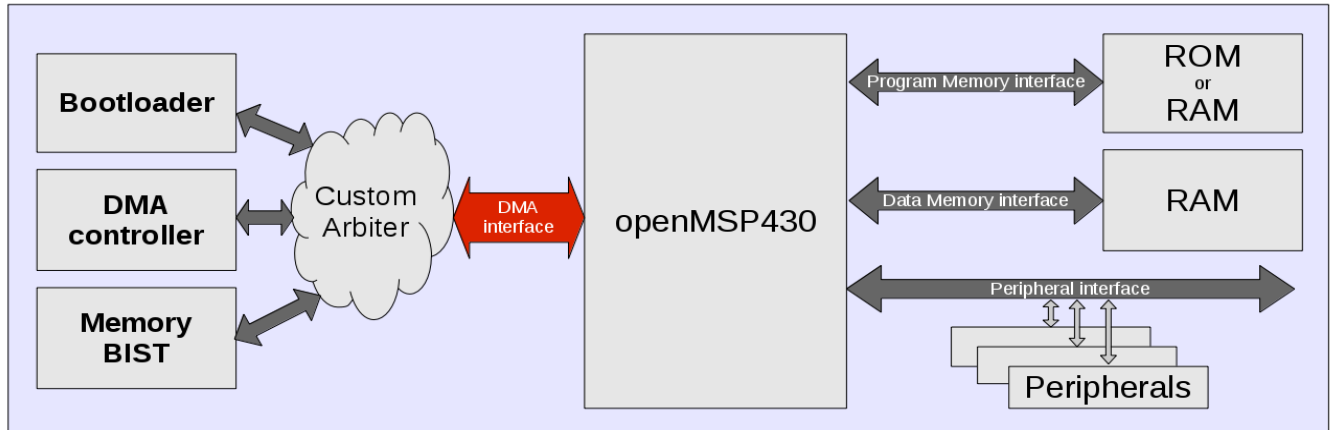 Bootloader
DMA
controller
Memory
BIST
Custom
Arbiter
DMA
interface
openMSP430
Program Memory interface
Data Memory interface
Peripheral interface
ROM
or
RAM
RAM
Peripherals